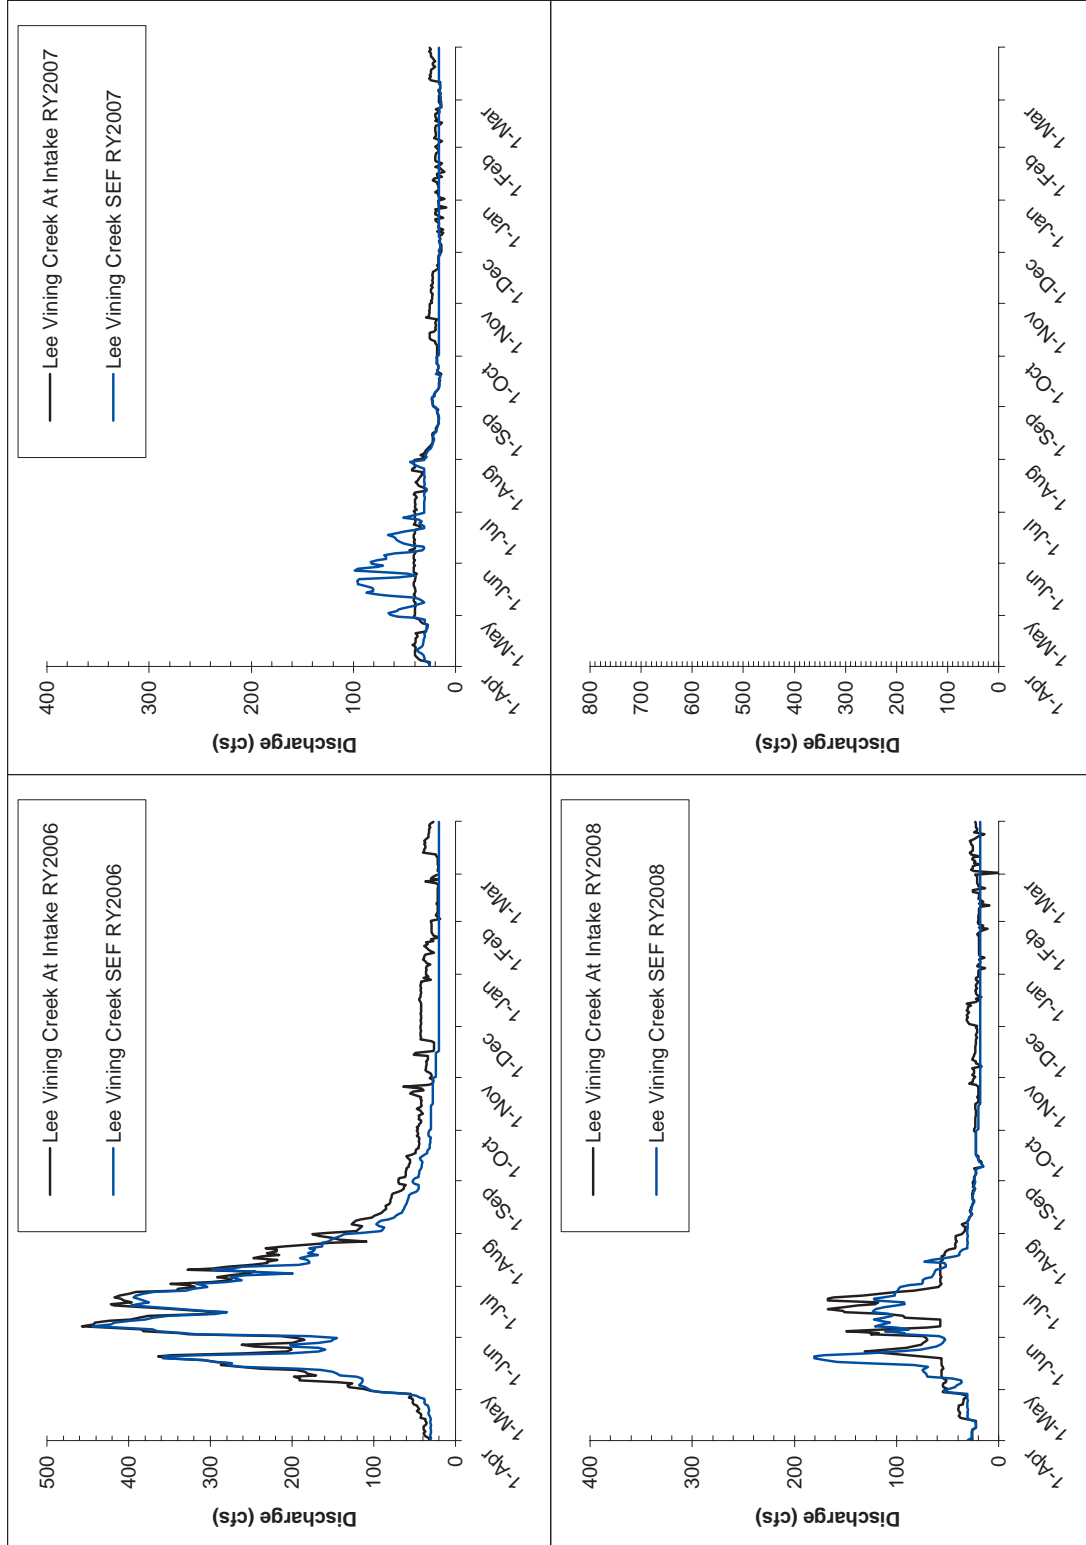 Lee Vining Creek At Intake RY2006
Lee Vining Creek SEF RY2006
Discharge (cfs)
500
400
300
200
100
0
1-Apr
1-May
1-Jun
1-Jul
1-Aug
1-Sep
1-Oct
1-Nov
1-Dec
1-Jan
1-Feb
1-Mar
Lee Vining Creek At Intake RY2007
Lee Vining Creek SEF RY2007
Discharge (cfs)
400
300
200
100
0
1-Apr
1-May
1-Jun
1-Jul
1-Aug
1-Sep
1-Oct
1-Nov
1-Dec
1-Jan
1-Feb
1-Mar
Lee Vining Creek At Intake RY2008
Lee Vining Creek SEF RY2008
Discharge (cfs)
400
300
200
100
0
1-Apr
1-May
1-Jun
1-Jul
1-Aug
1-Sep
1-Oct
1-Nov
1-Dec
1-Jan
1-Feb
1-Mar
Discharge (cfs)
800
700
600
500
400
300
200
100
0
1-Apr
1-May
1-Jun
1-Jul
1-Aug
1-Sep
1-Oct
1-Nov
1-Dec
1-Jan
1-Feb
1-Mar